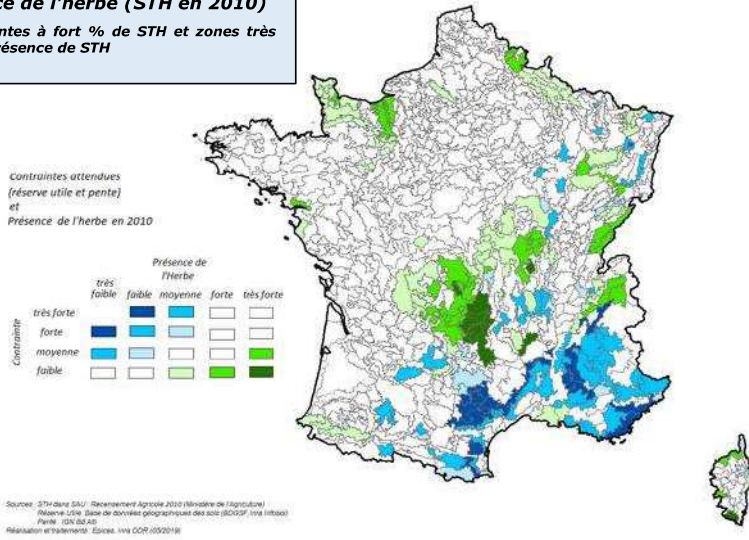 ce de l'herbe (STH en 2010)
ntes à fort % de STH et zones très
résence de STH
Contraintes attendues
(réserve utile et pente)
et
Présence de l'herbe en 2010
Présence de
l'Herbe
très
faible faible moyenne forte très forte
Contrainte
très forte
forte
moyenne
faible
Sources : STH dans SAU : Recensement Agricole 2010 (Ministère de l'Agriculture)
Réserve Utile: Base de données géographiques des sols (BDGSF, Inra Infosol)
Pente : IGN Bd Alti
Réalisation et traitements : Epices, Inra ODR (05/2019)